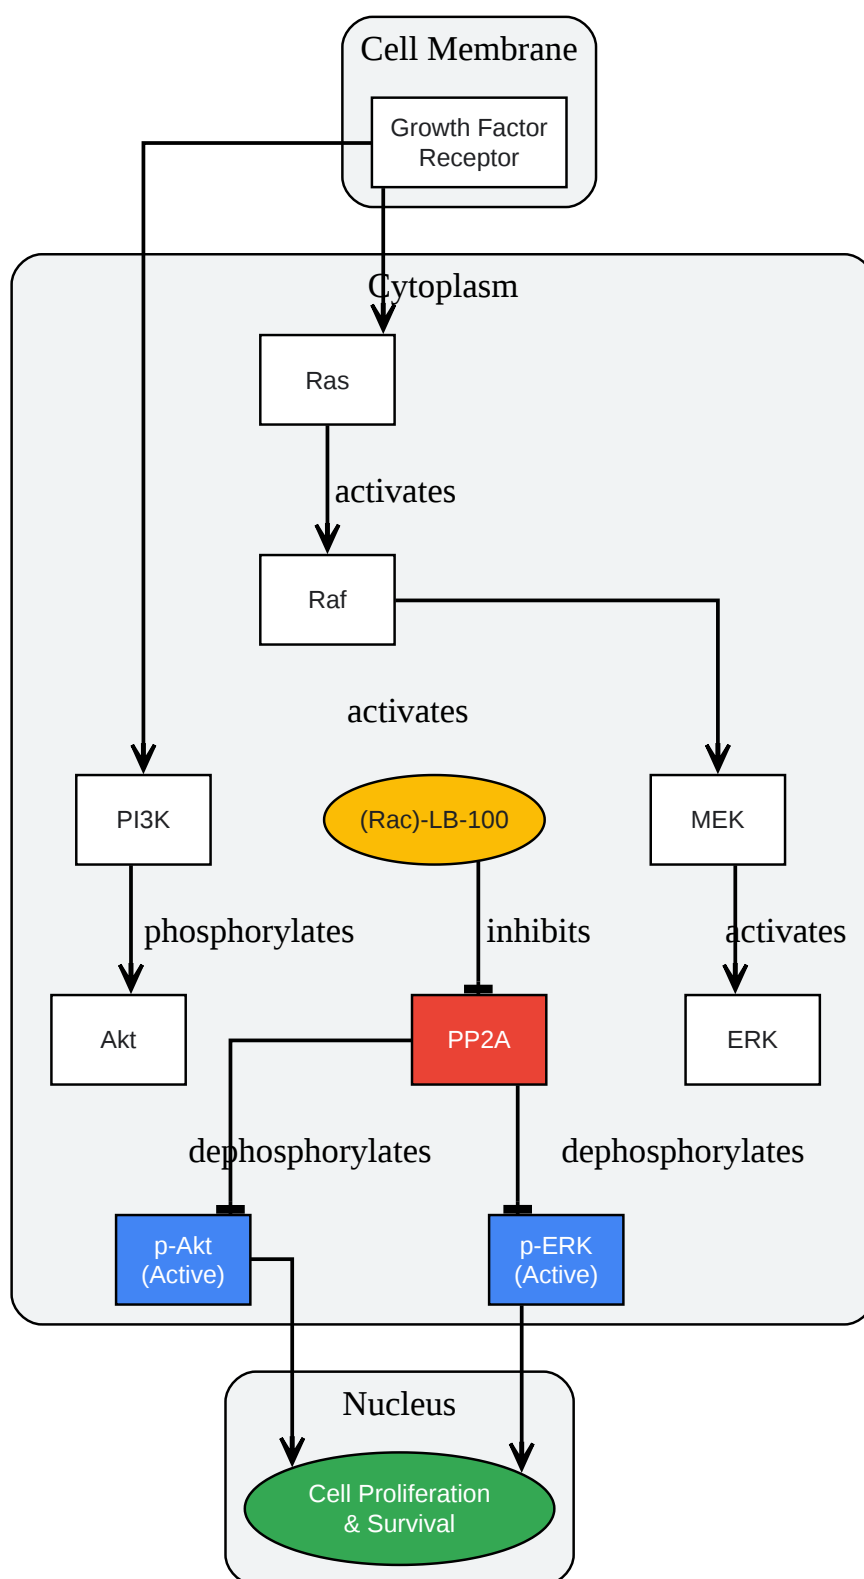 Cell Membrane
Growth Factor
Receptor
Cytoplasm
Ras
activates
Raf
activates
PI3K
(Rac)-LB-100
MEK
phosphorylates
inhibits
activates
Akt
PP2A
ERK
dephosphorylates
dephosphorylates
p-Akt
(Active)
p-ERK
(Active)
Nucleus
Cell Proliferation
& Survival